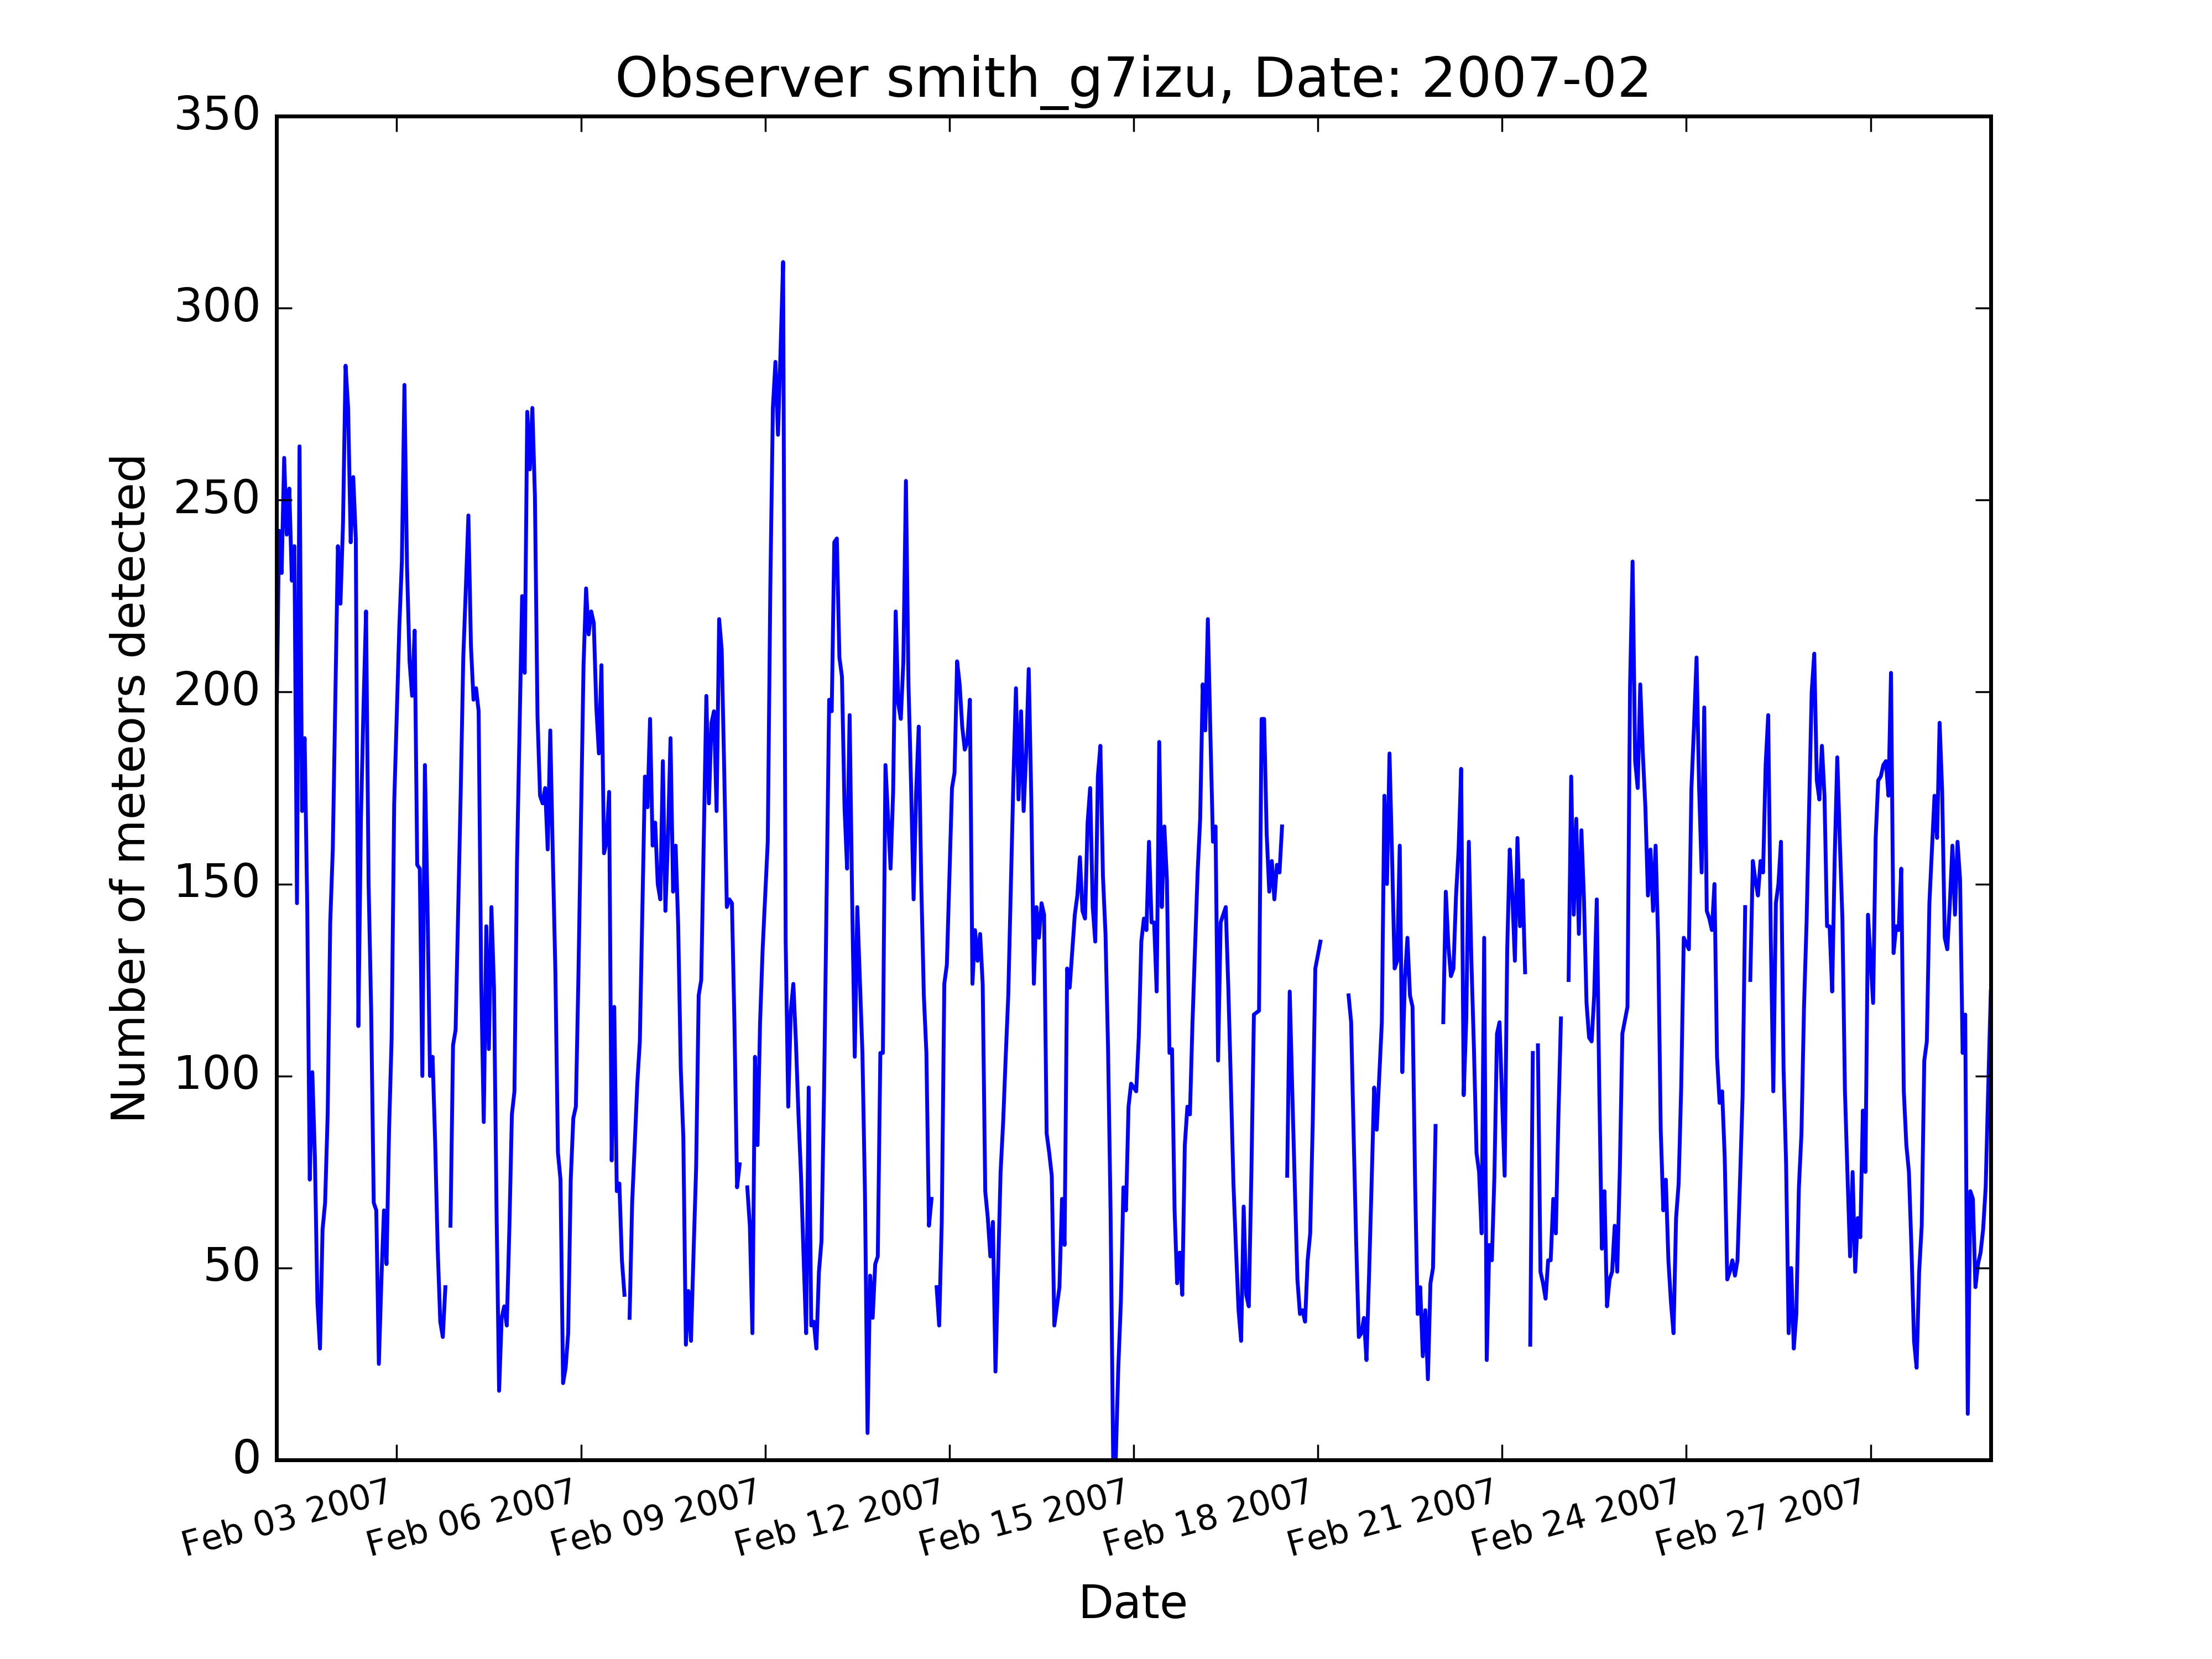 Observer smith_g7izu, Date: 2007-02
350
300
250
200
150
100
50
0
Number of meteors detected
Feb 03 2007
Feb 06 2007
Feb 09 2007
Feb 12 2007
Feb 15 2007
Feb 18 2007
Feb 21 2007
Feb 24 2007
Feb 27 2007
Date